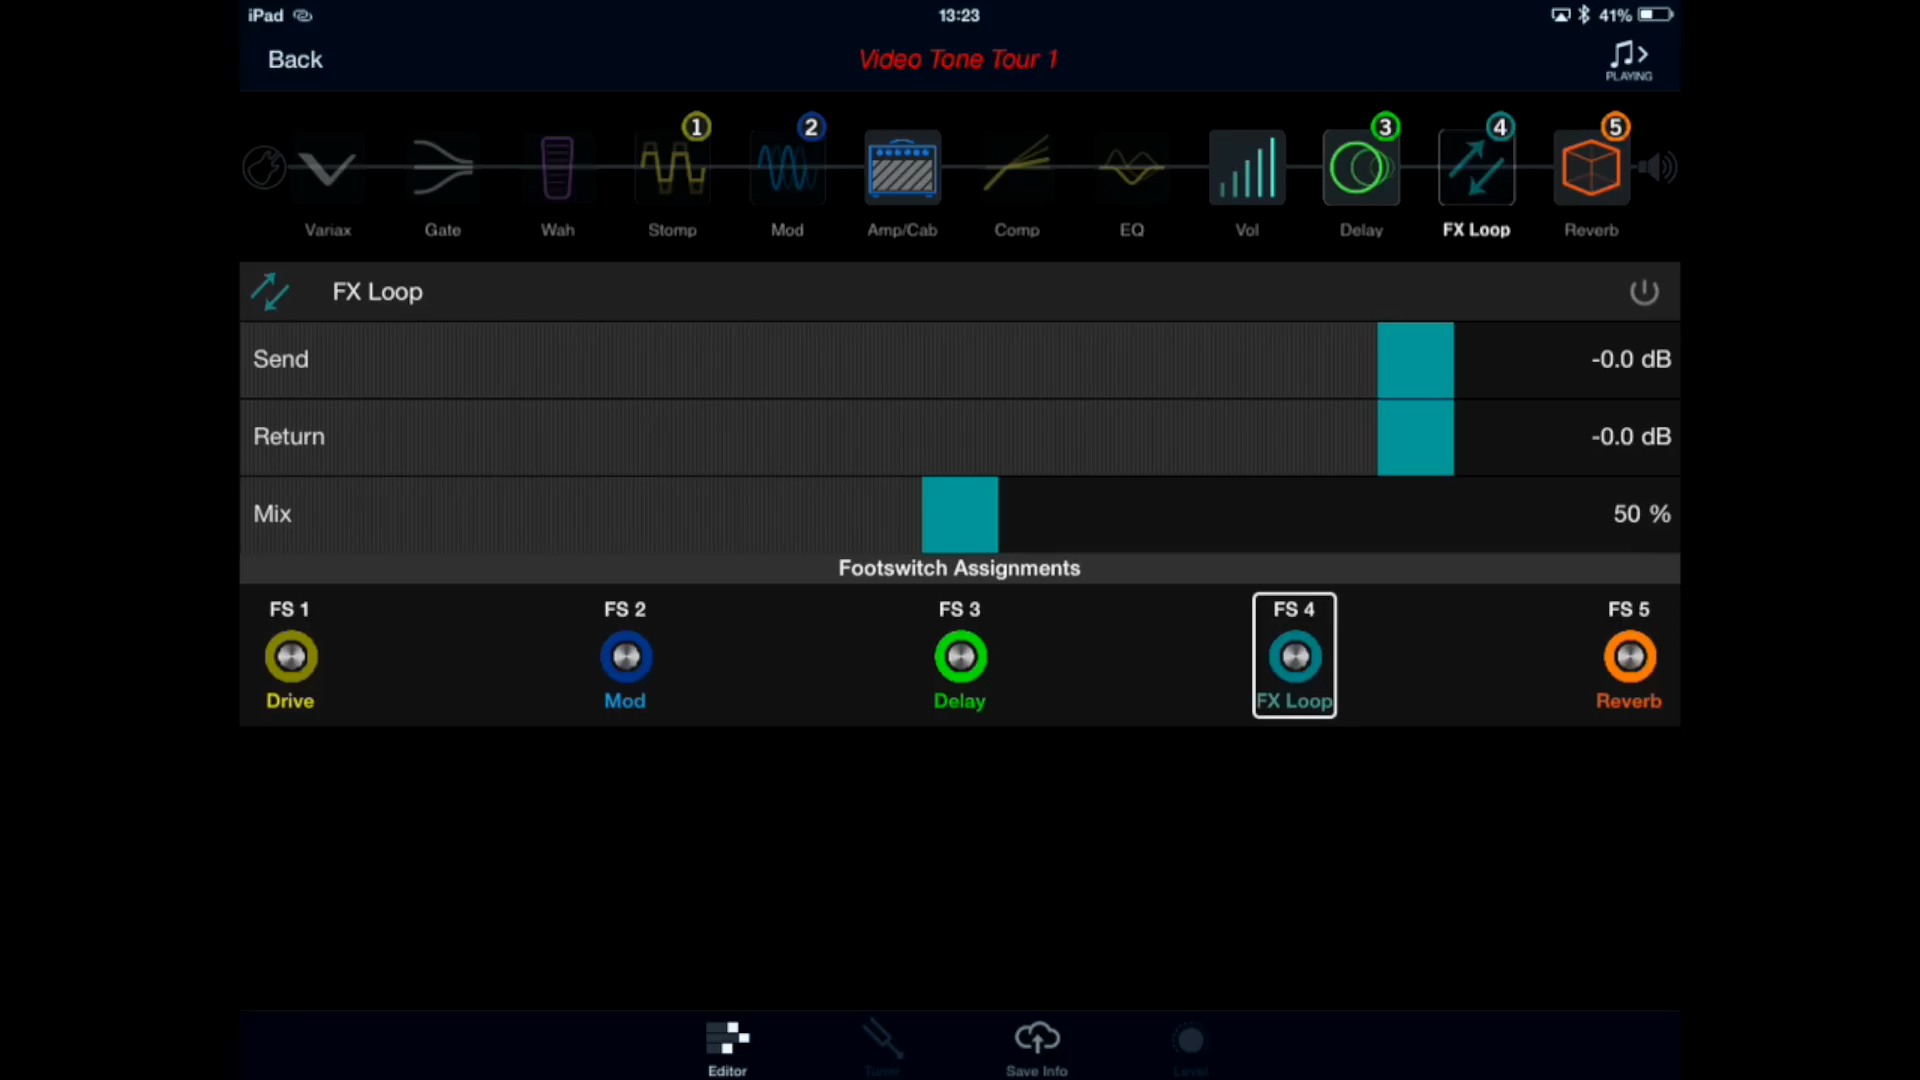 iPad 13:23 41%
Back Video Tone Tour 1 PLAYING
1 2 3 4 5
Variax Gate Wah Stomp Mod Amp/Cab Comp EQ Vol Delay FX Loop Reverb
FX Loop
Send -0.0 dB
Return -0.0 dB
Mix 50 %
Footswitch Assignments
FS 1 FS 2 FS 3 FS 4 FS 5
Drive Mod Delay FX Loop Reverb
Editor Tuner Save Info Level